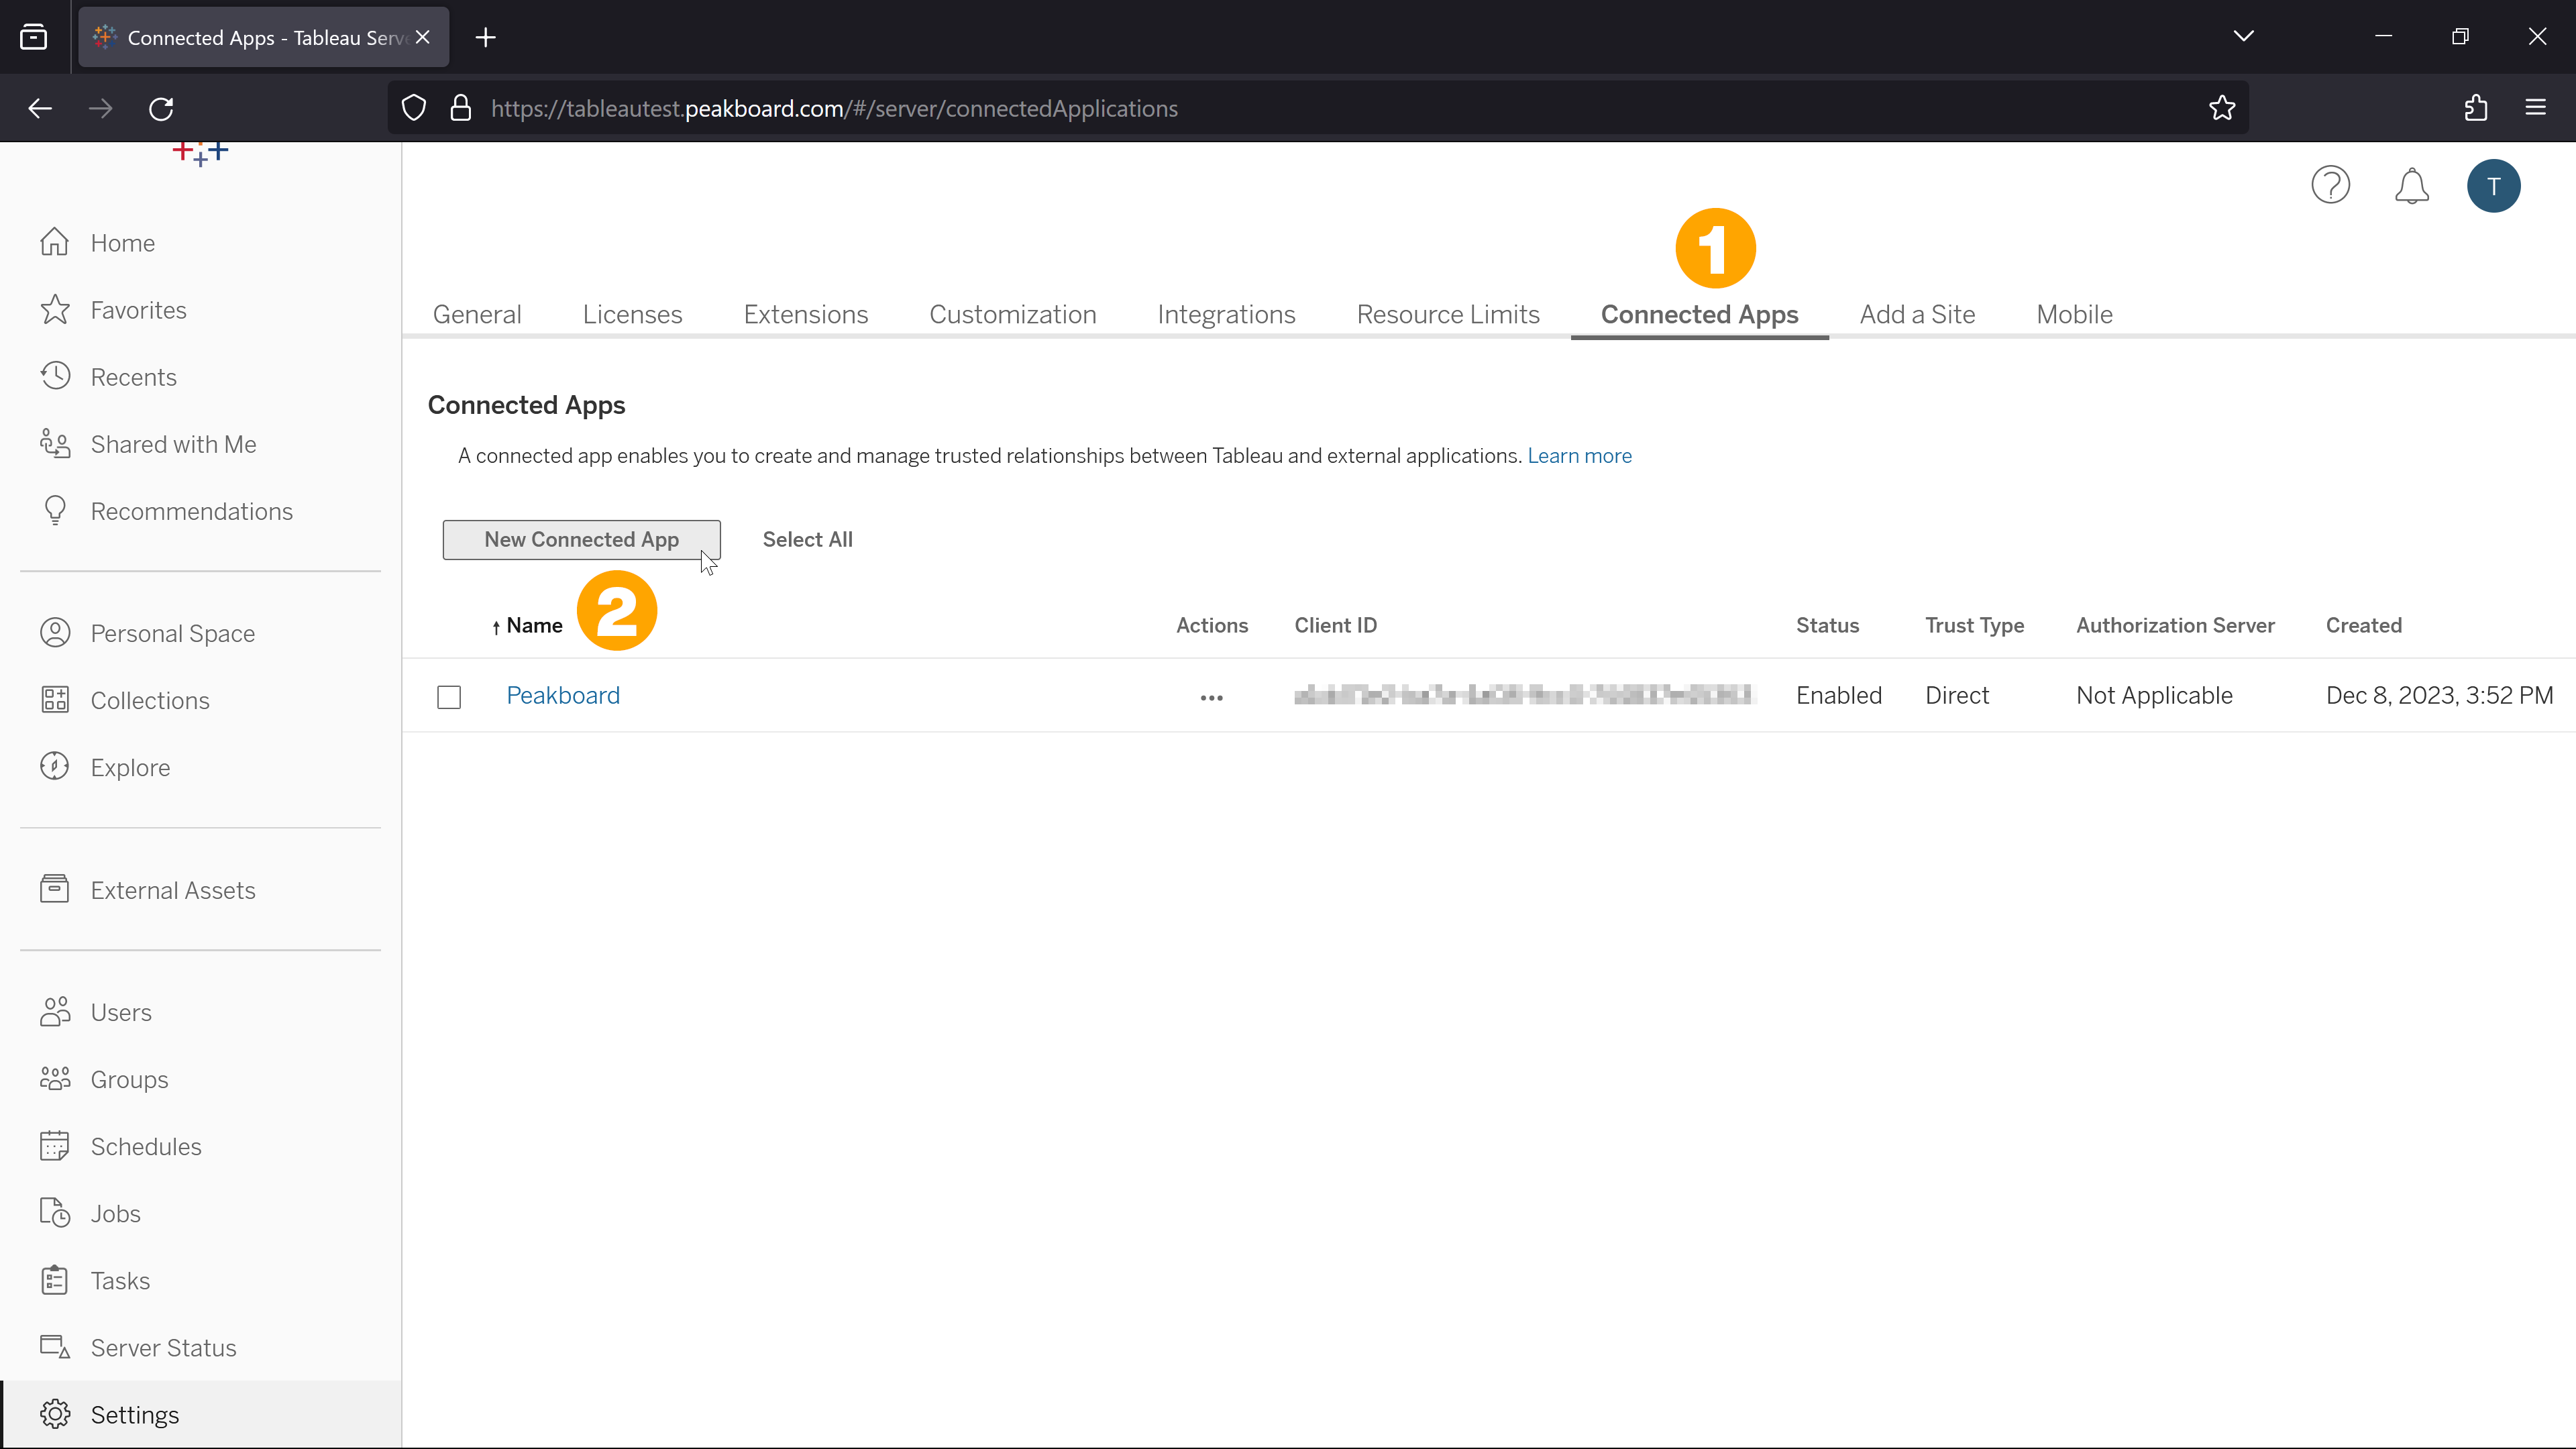 Connected Apps - Tableau Serv
https://tableautest.peakboard.com/#/server/connectedApplications
T
Home
Favorites
Recents
Shared with Me
Recommendations
Personal Space
Collections
Explore
External Assets
Users
Groups
Schedules
Jobs
Tasks
Server Status
Settings
1
General Licenses Extensions Customization Integrations Resource Limits Connected Apps Add a Site Mobile
Connected Apps
A connected app enables you to create and manage trusted relationships between Tableau and external applications. Learn more
New Connected App Select All
2
↑ Name Actions Client ID Status Trust Type Authorization Server Created
Peakboard ••• Enabled Direct Not Applicable Dec 8, 2023, 3:52 PM